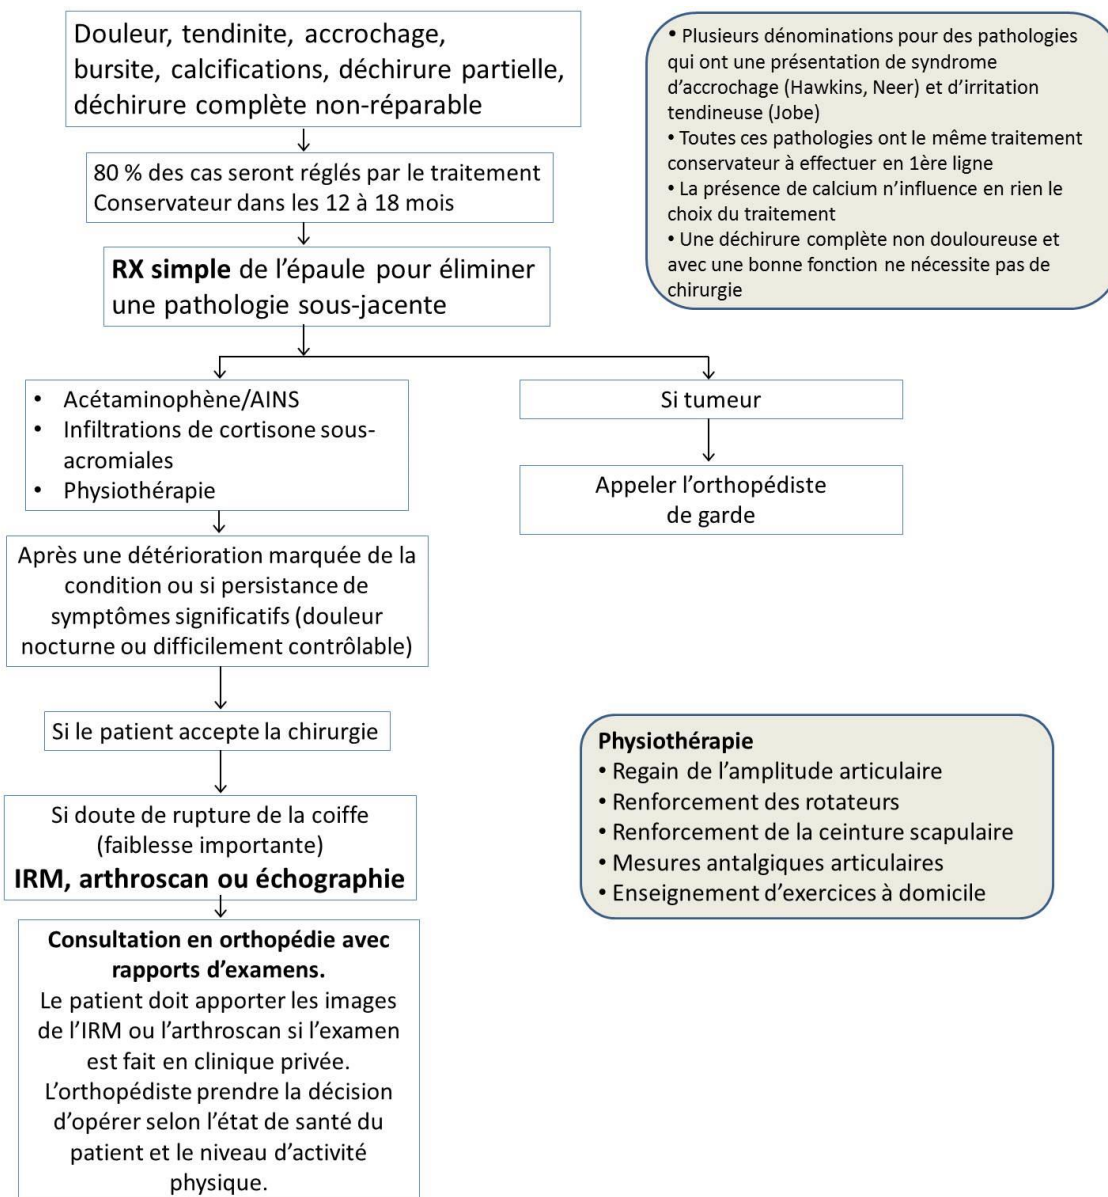 Douleur, tendinite, accrochage,
bursite, calcifications, déchirure partielle,
déchirure complète non-réparable
80 % des cas seront réglés par le traitement
Conservateur dans les 12 à 18 mois
RX simple de l'épaule pour éliminer
une pathologie sous-jacente
• Plusieurs dénominations pour des pathologies
qui ont une présentation de syndrome
d'accrochage (Hawkins, Neer) et d'irritation
tendineuse (Jobe)
• Toutes ces pathologies ont le même traitement
conservateur à effectuer en 1ère ligne
• La présence de calcium n'influence en rien le
choix du traitement
• Une déchirure complète non douloureuse et
avec une bonne fonction ne nécessite pas de
chirurgie
• Acétaminophène/AINS
• Infiltrations de cortisone sous-
acromiales
• Physiothérapie
Si tumeur
Appeler l'orthopédiste
de garde
Après une détérioration marquée de la
condition ou si persistance de
symptômes significatifs (douleur
nocturne ou difficilement contrôlable)
Si le patient accepte la chirurgie
Si doute de rupture de la coiffe
(faiblesse importante)
IRM, arthroscan ou échographie
Consultation en orthopédie avec
rapports d'examens.
Le patient doit apporter les images
de l'IRM ou l'arthroscan si l'examen
est fait en clinique privée.
L'orthopédiste prendre la décision
d'opérer selon l'état de santé du
patient et le niveau d'activité
physique.
Physiothérapie
• Regain de l'amplitude articulaire
• Renforcement des rotateurs
• Renforcement de la ceinture scapulaire
• Mesures antalgiques articulaires
• Enseignement d'exercices à domicile